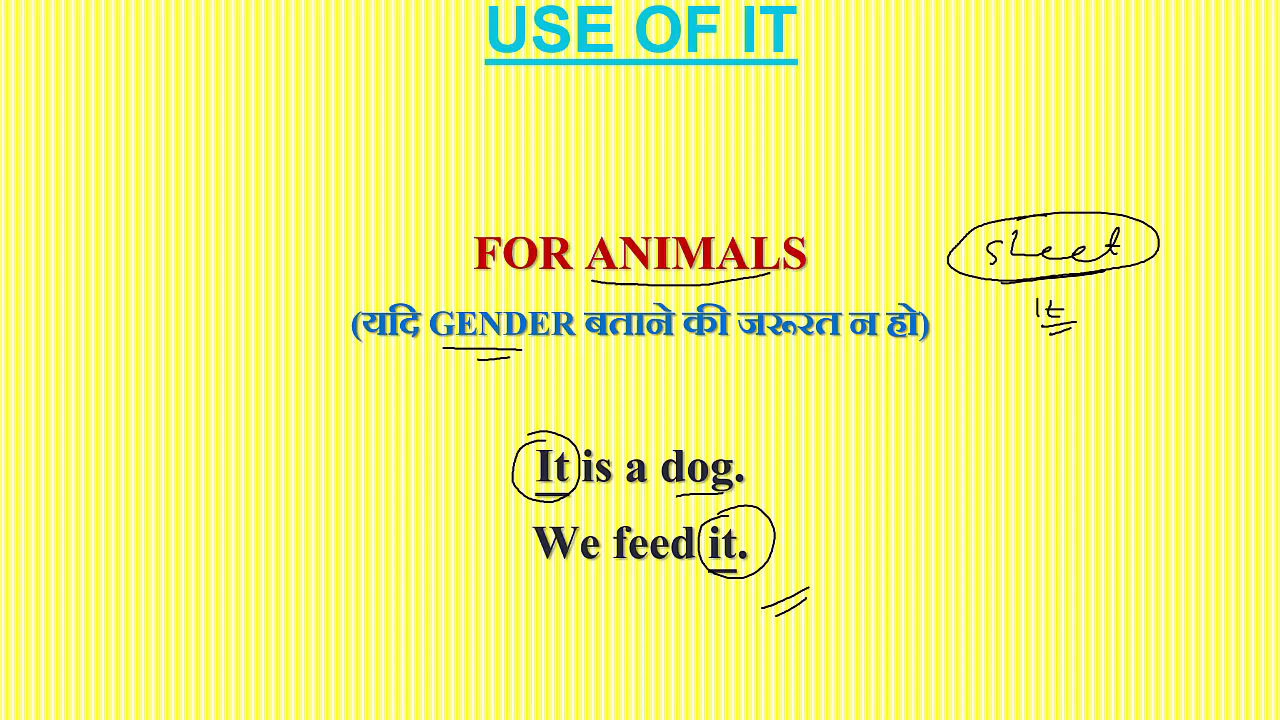 USE OF IT
FOR ANIMALS
sheet
(यदि GENDER बताने की जरूरत न हो)
It
It is a dog.
We feed it.